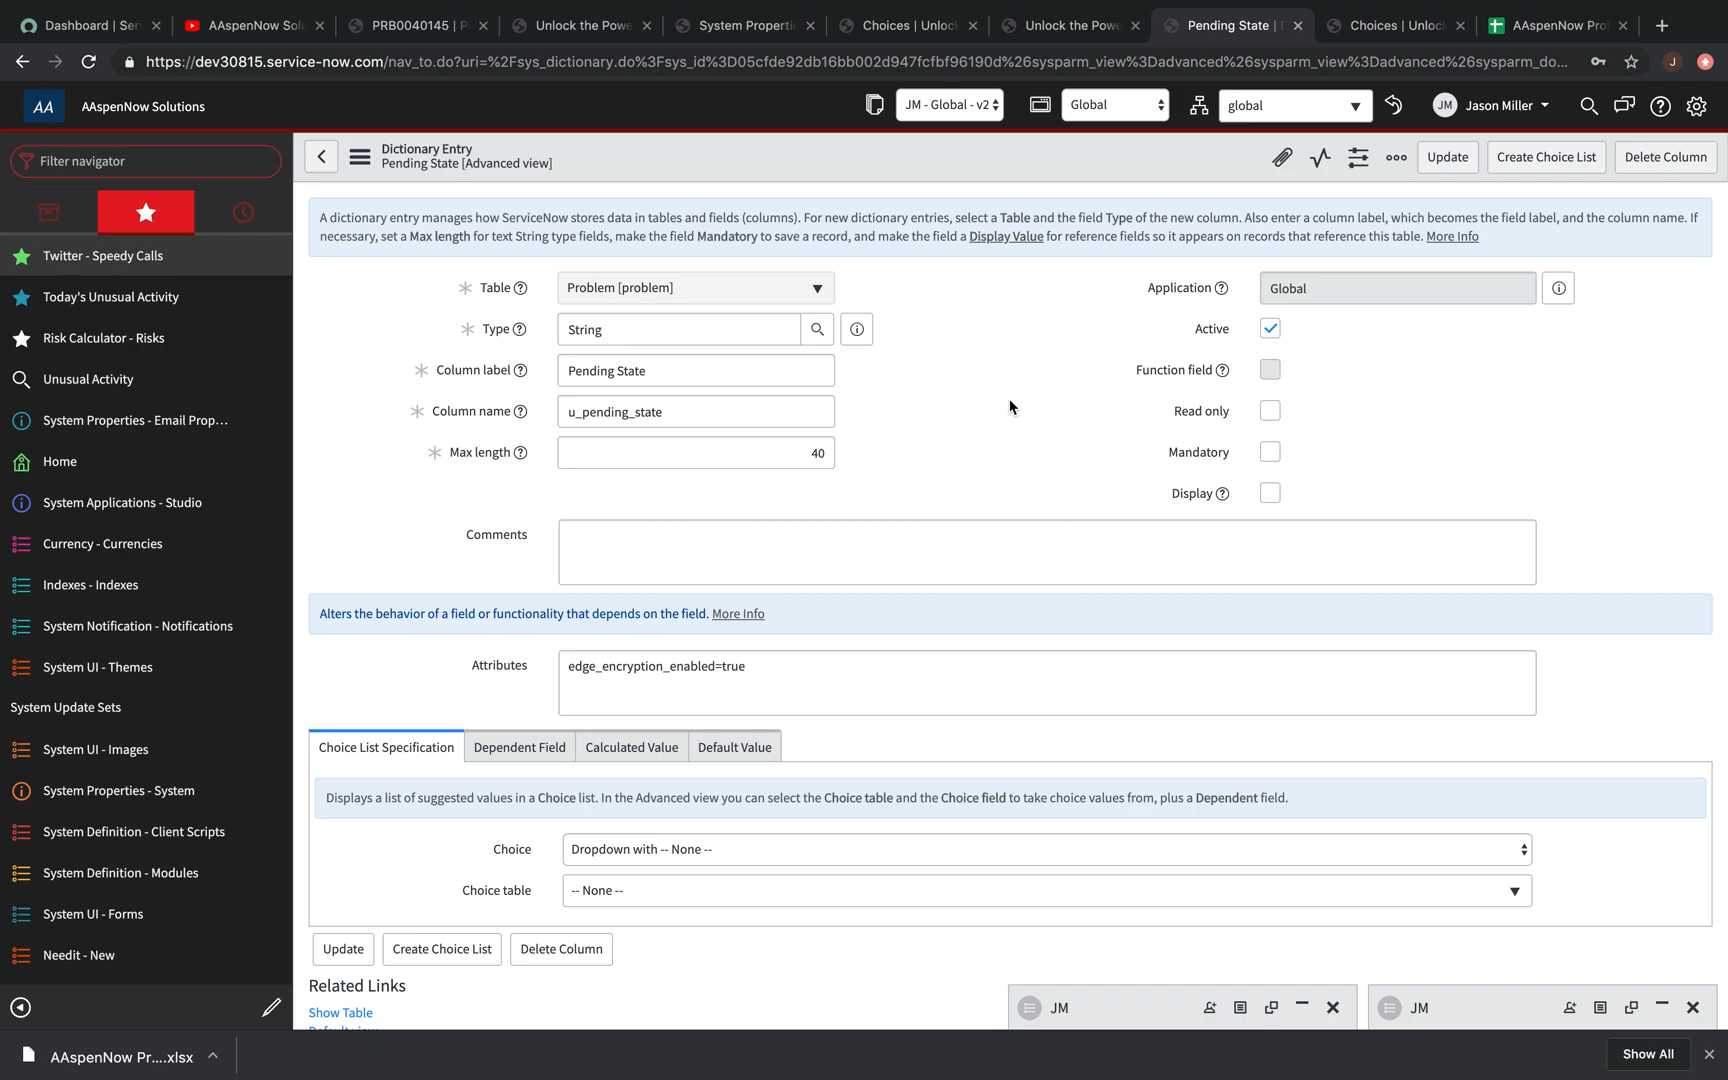 Dashboard | Ser
AAspenNow Solu
PRB0040145 | P
Unlock the Powe
System Propertie
Choices | Unlock
Unlock the Powe
Pending State | D
Choices | Unlock
AAspenNow Pro
https://dev30815.service-now.com/nav_to.do?uri=%2Fsys_dictionary.do%3Fsys_id%3D05cfde92db16bb002d947fcfbf96190d%26sysparm_view%3Dadvanced%26sysparm_view%3Dadvanced%26sysparm_do...
J
AA
AAspenNow Solutions
JM - Global - v2
Global
global
JM
Jason Miller
Filter navigator
Twitter - Speedy Calls
Today's Unusual Activity
Risk Calculator - Risks
Unusual Activity
System Properties - Email Prop...
Home
System Applications - Studio
Currency - Currencies
Indexes - Indexes
System Notification - Notifications
System UI - Themes
System Update Sets
System UI - Images
System Properties - System
System Definition - Client Scripts
System Definition - Modules
System UI - Forms
Needit - New
Dictionary Entry
Pending State [Advanced view]
Update
Create Choice List
Delete Column
A dictionary entry manages how ServiceNow stores data in tables and fields (columns). For new dictionary entries, select a Table and the field Type of the new column. Also enter a column label, which becomes the field label, and the column name. If
necessary, set a Max length for text String type fields, make the field Mandatory to save a record, and make the field a Display Value for reference fields so it appears on records that reference this table. More Info
Table
Problem [problem]
Type
String
Column label
Pending State
Column name
u_pending_state
Max length
40
Application
Global
Active
Function field
Read only
Mandatory
Display
Comments
Alters the behavior of a field or functionality that depends on the field. More Info
Attributes
edge_encryption_enabled=true
Choice List Specification
Dependent Field
Calculated Value
Default Value
Displays a list of suggested values in a Choice list. In the Advanced view you can select the Choice table and the Choice field to take choice values from, plus a Dependent field.
Choice
Dropdown with -- None --
Choice table
-- None --
Update
Create Choice List
Delete Column
Related Links
Show Table
Default view
JM
JM
AAspenNow Pr....xlsx
Show All